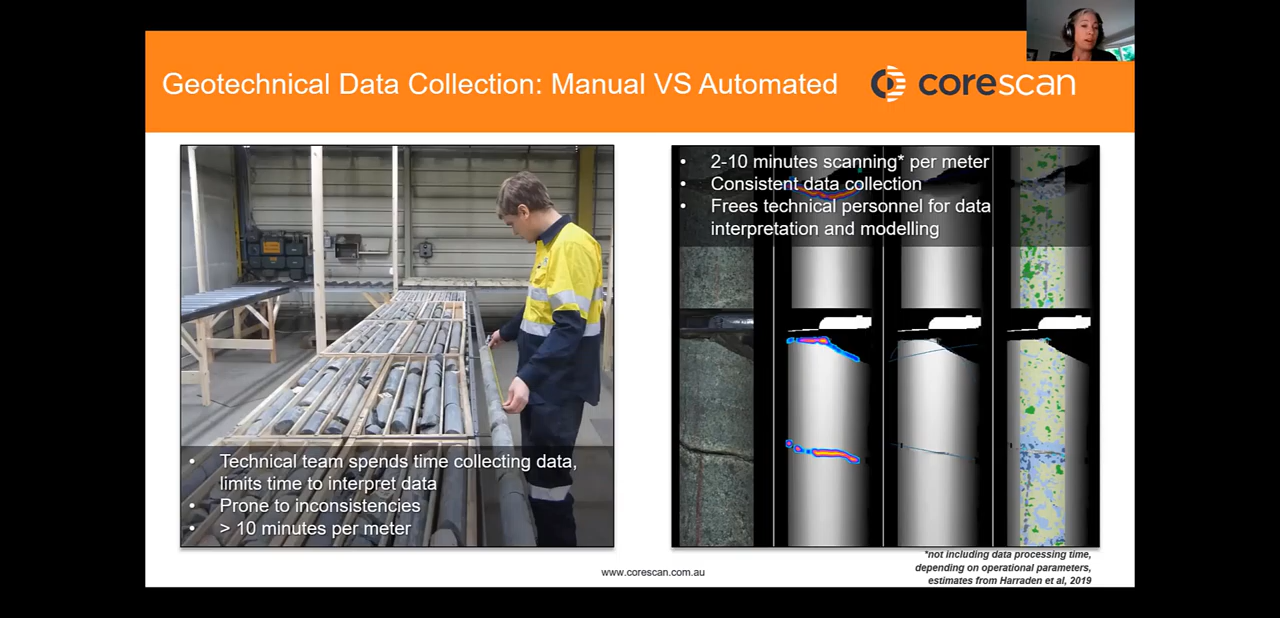 Geotechnical Data Collection: Manual VS Automated
corescan
• Technical team spends time collecting data,
limits time to interpret data
• Prone to inconsistencies
• > 10 minutes per meter
• 2-10 minutes scanning* per meter
• Consistent data collection
• Frees technical personnel for data
interpretation and modelling
*not including data processing time,
depending on operational parameters,
estimates from Harraden et al, 2019
www.corescan.com.au